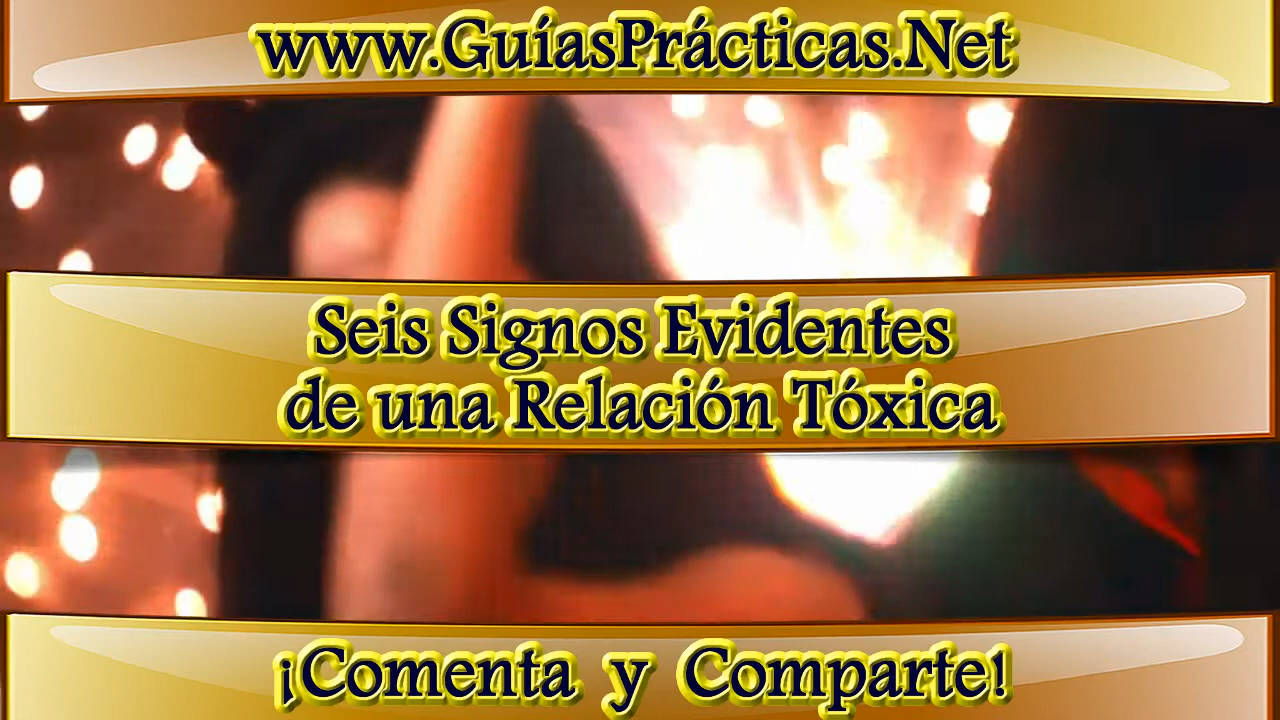 www.GuíasPrácticas.Net
Seis Signos Evidentes
de una Relación Tóxica
¡Comenta y Comparte!